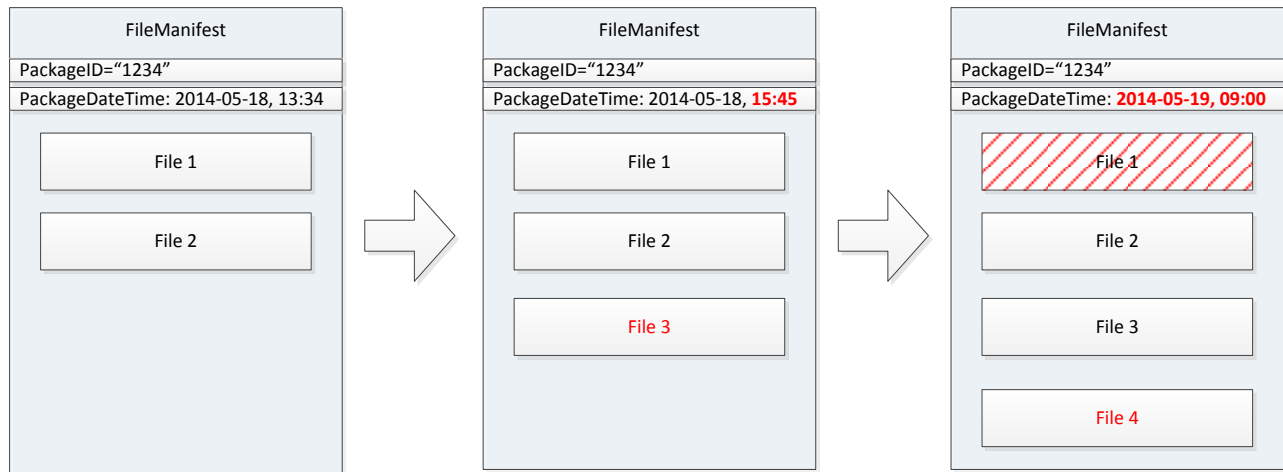 FileManifest
PackageID=“1234”
PackageDateTime: 2014-05-18, 13:34
File 1
File 2
FileManifest
PackageID=“1234”
PackageDateTime: 2014-05-18, 15:45
File 1
File 2
File 3
FileManifest
PackageID=“1234”
PackageDateTime: 2014-05-19, 09:00
File 1
File 2
File 3
File 4